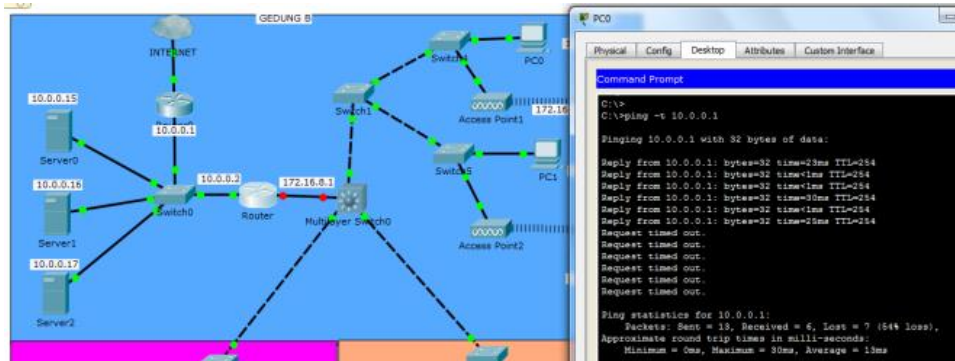 GEDUNG B
INTERNET
Switch4
PC0
10.0.0.15
Switch1
172.16
Access Point1
10.0.0.1
Server0
10.0.0.16
10.0.0.2
172.16.8.1
Switch5
PC1
Switch0
Router
Multilayer Switch0
Server1
Access Point2
10.0.0.17
Server2
PC0
Physical Config Desktop Attributes Custom Interface
Command Prompt
C:\>
C:\>ping -t 10.0.0.1
Pinging 10.0.0.1 with 32 bytes of data:
Reply from 10.0.0.1: bytes=32 time=23ms TTL=254
Reply from 10.0.0.1: bytes=32 time<1ms TTL=254
Reply from 10.0.0.1: bytes=32 time<1ms TTL=254
Reply from 10.0.0.1: bytes=32 time=30ms TTL=254
Reply from 10.0.0.1: bytes=32 time<1ms TTL=254
Reply from 10.0.0.1: bytes=32 time=25ms TTL=254
Request timed out.
Request timed out.
Request timed out.
Request timed out.
Request timed out.
Request timed out.
Ping statistics for 10.0.0.1:
Packets: Sent = 13, Received = 6, Lost = 7 (54% loss),
Approximate round trip times in milli-seconds:
Minimum = 0ms, Maximum = 30ms, Average = 13ms